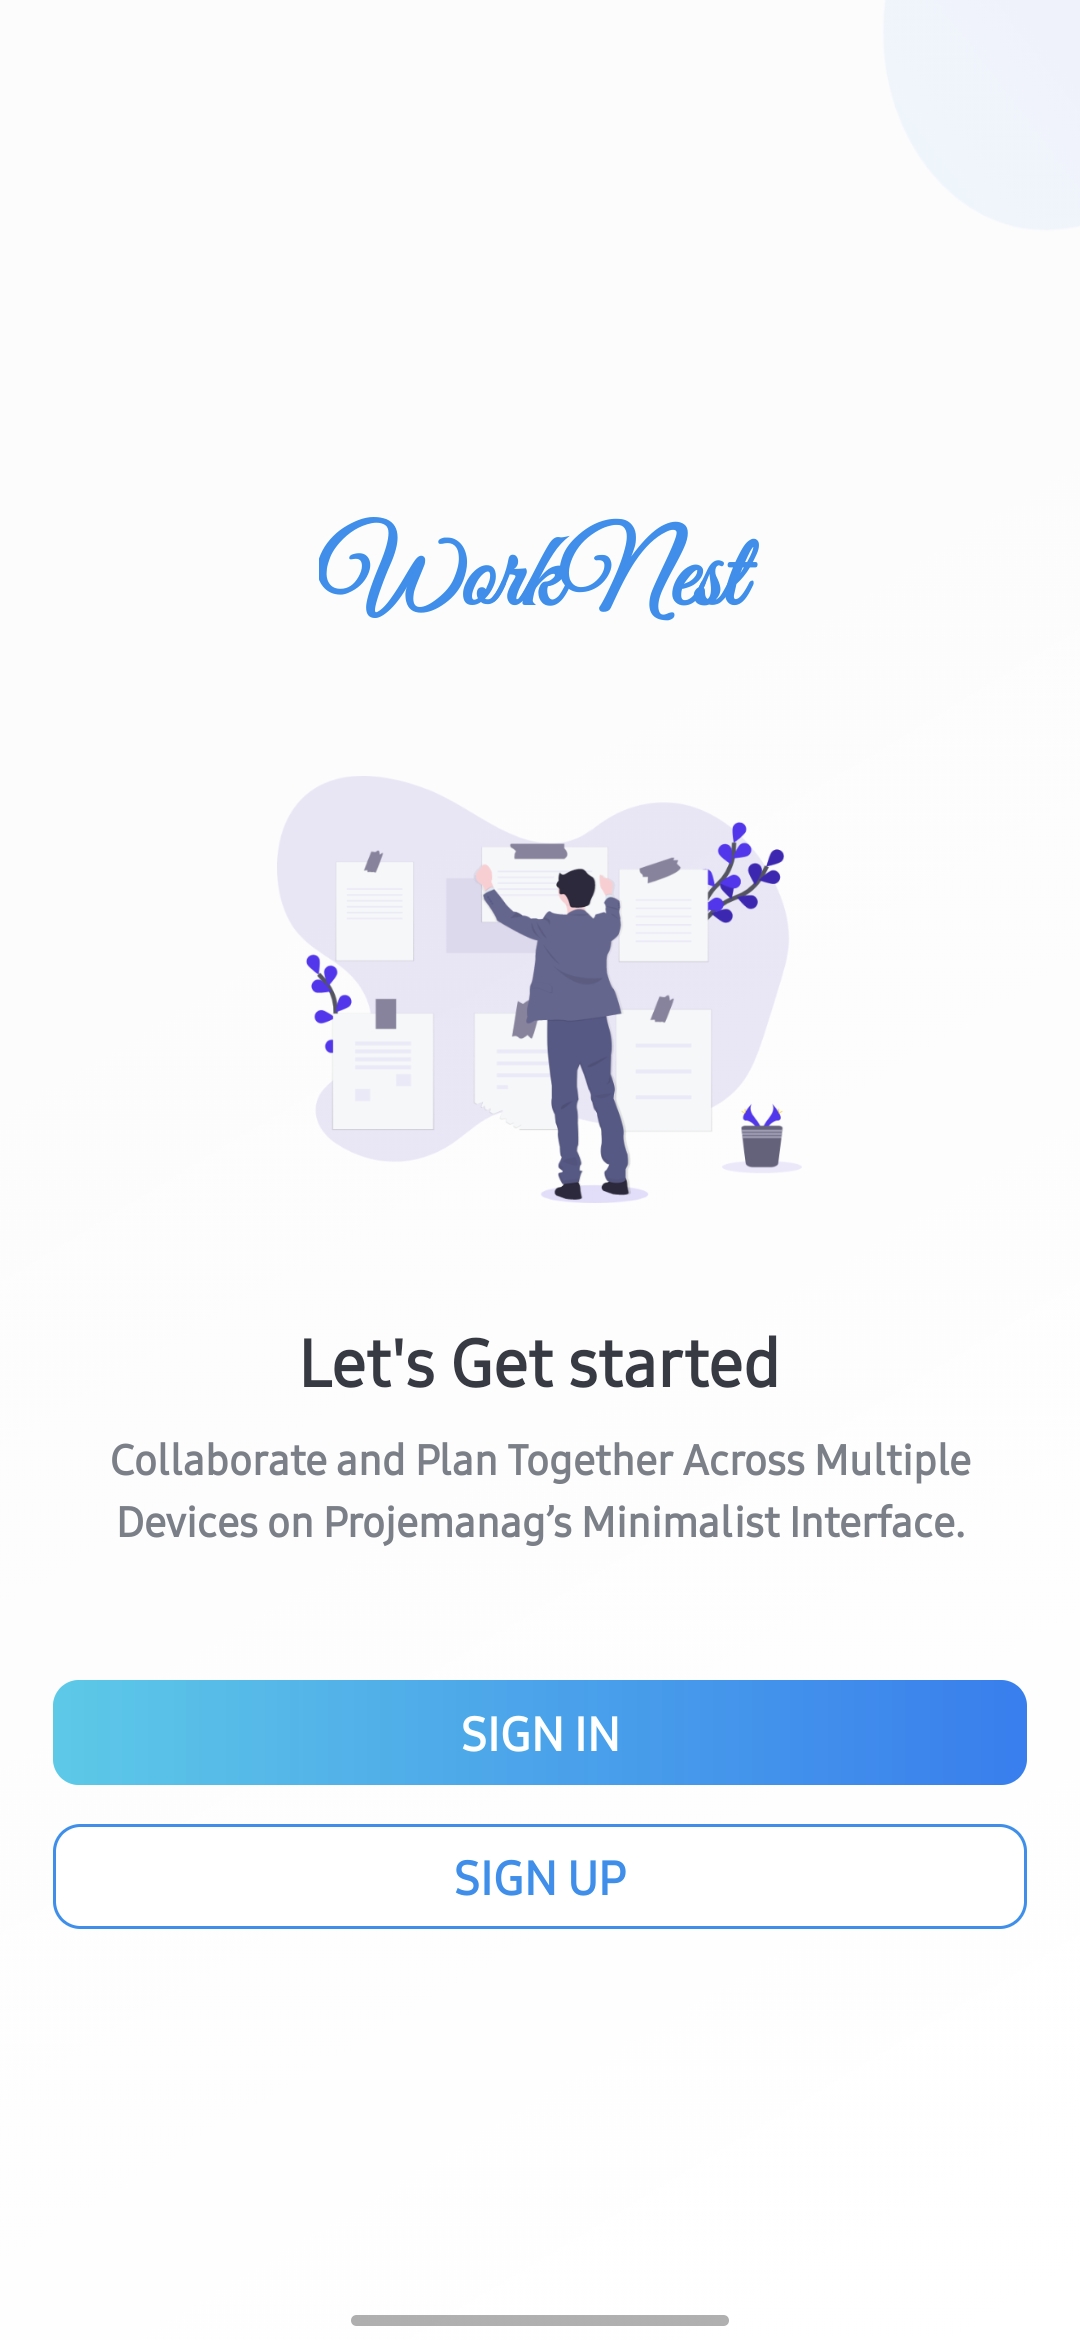 WorkNest
Let's Get started
Collaborate and Plan Together Across Multiple
Devices on Projemanag’s Minimalist Interface.
SIGN IN
SIGN UP